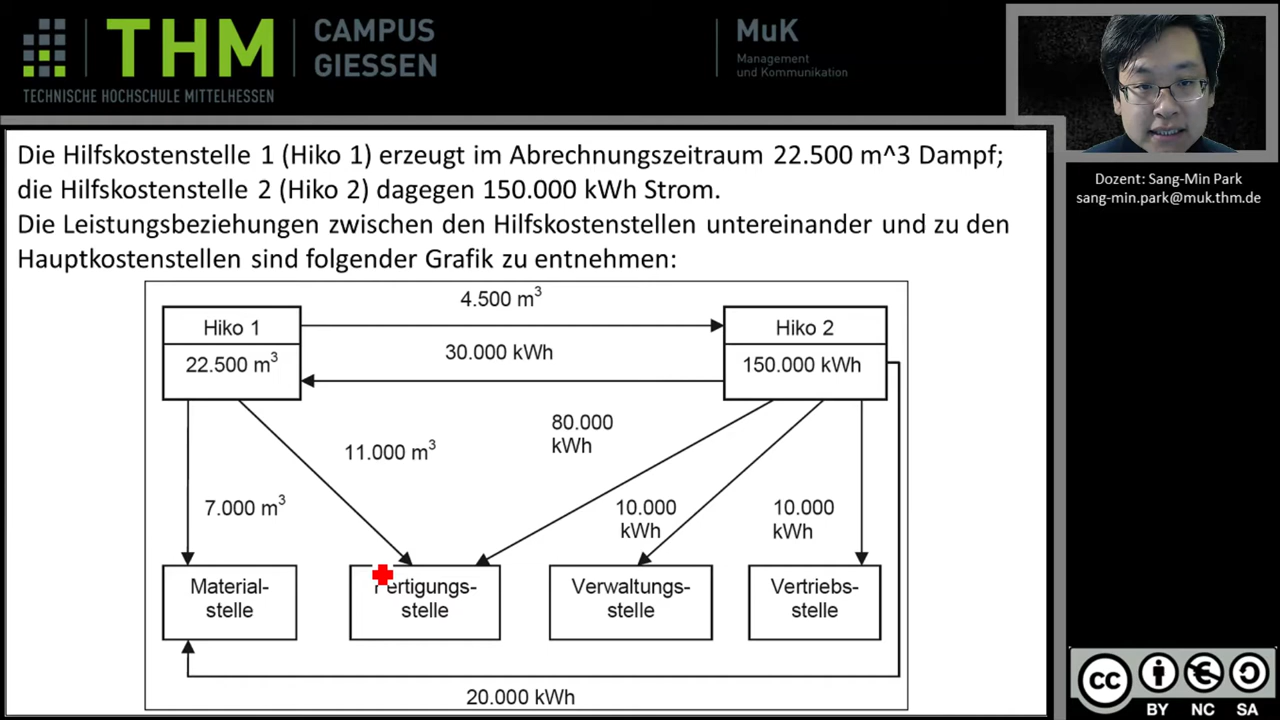 THM
CAMPUS
GIESSEN
TECHNISCHE HOCHSCHULE MITTELHESSEN
MuK
Management
und Kommunikation
Dozent: Sang-Min Park
sang-min.park@muk.thm.de
Die Hilfskostenstelle 1 (Hiko 1) erzeugt im Abrechnungszeitraum 22.500 m^3 Dampf;
die Hilfskostenstelle 2 (Hiko 2) dagegen 150.000 kWh Strom.
Die Leistungsbeziehungen zwischen den Hilfskostenstellen untereinander und zu den
Hauptkostenstellen sind folgender Grafik zu entnehmen:
4.500 m³
Hiko 1
22.500 m³
Hiko 2
150.000 kWh
30.000 kWh
80.000
kWh
11.000 m³
7.000 m³
10.000
kWh
10.000
kWh
Material-
stelle
Fertigungs-
stelle
Verwaltungs-
stelle
Vertriebs-
stelle
20.000 kWh
CC
BY NC SA